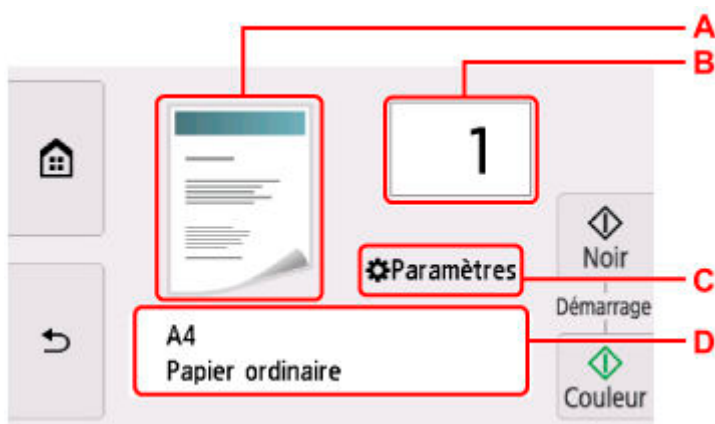 A
B
1
Noir
Paramètres
C
Démarrage
A4
D
Papier ordinaire
Couleur